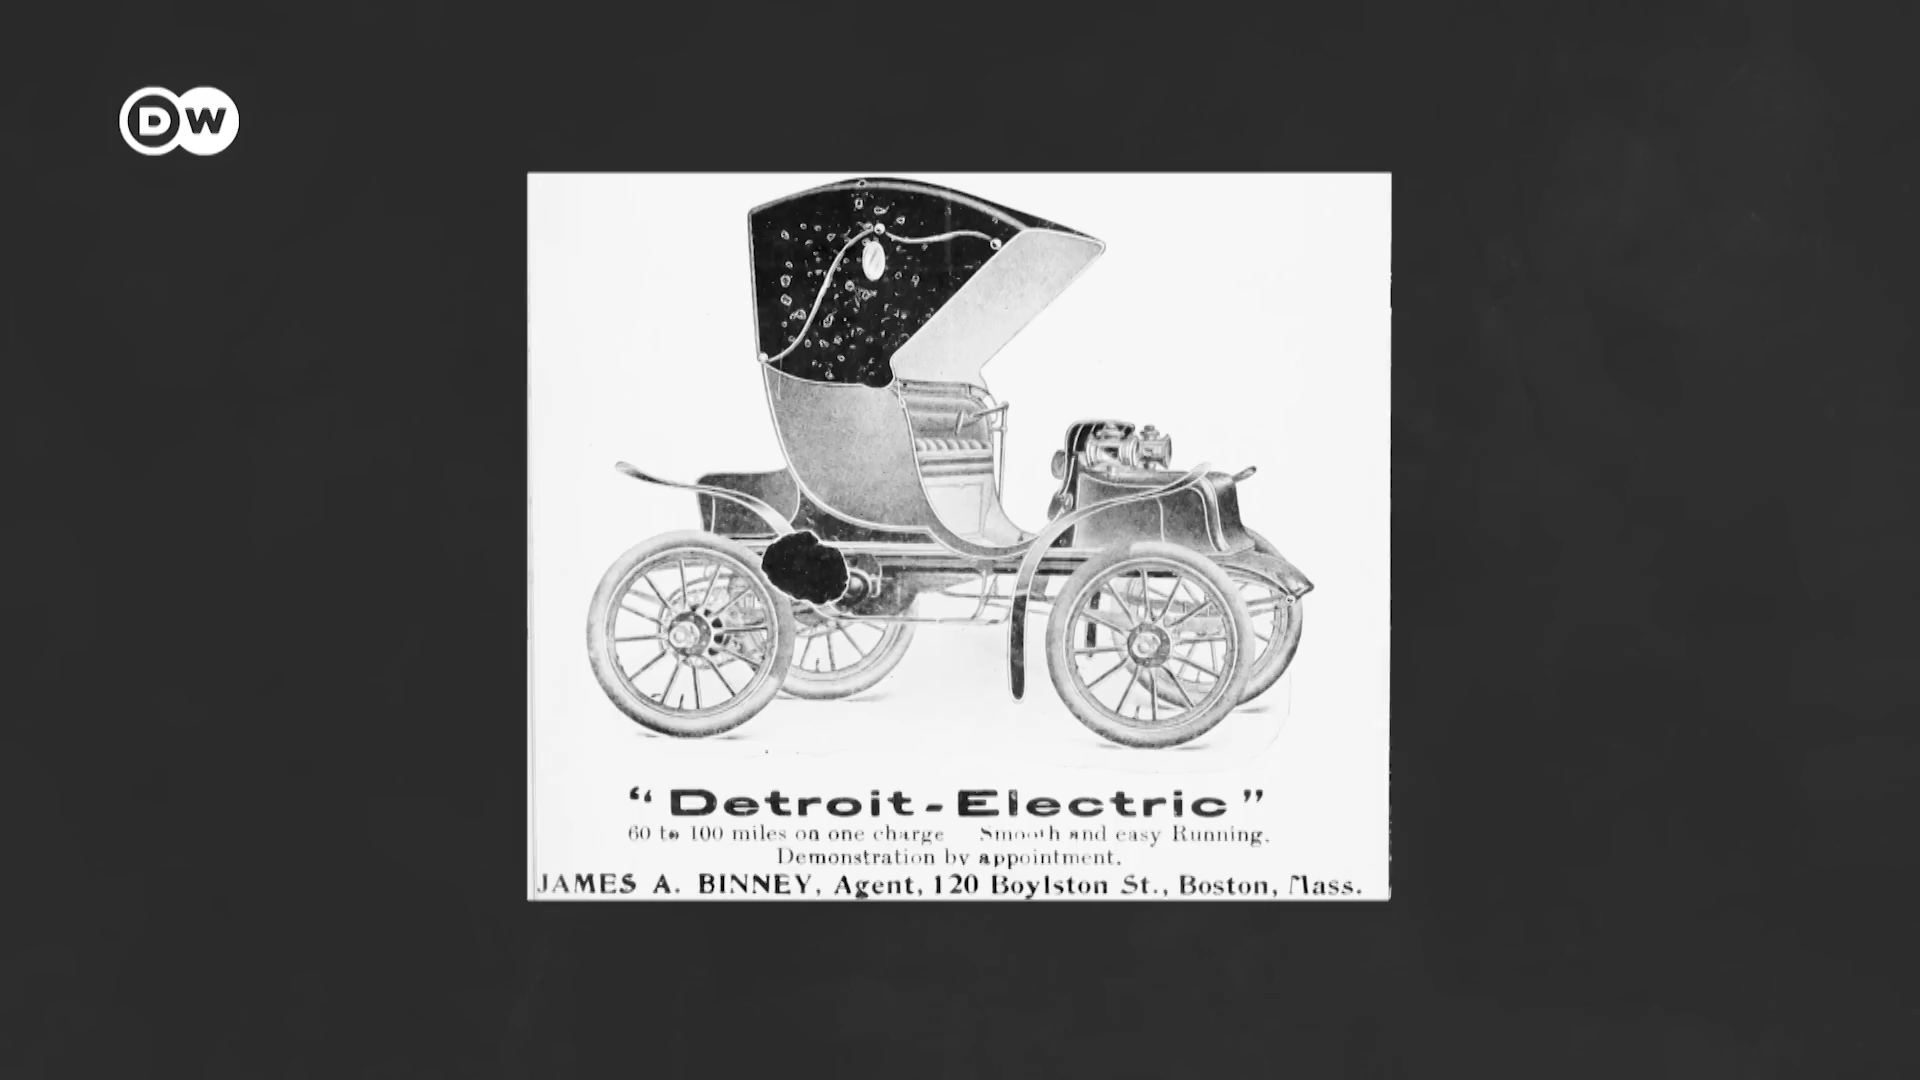 DW
"Detroit-Electric"
60 to 100 miles on one charge Smooth and easy Running.
Demonstration by appointment.
JAMES A. BINNEY, Agent, 120 Boylston St., Boston, Mass.